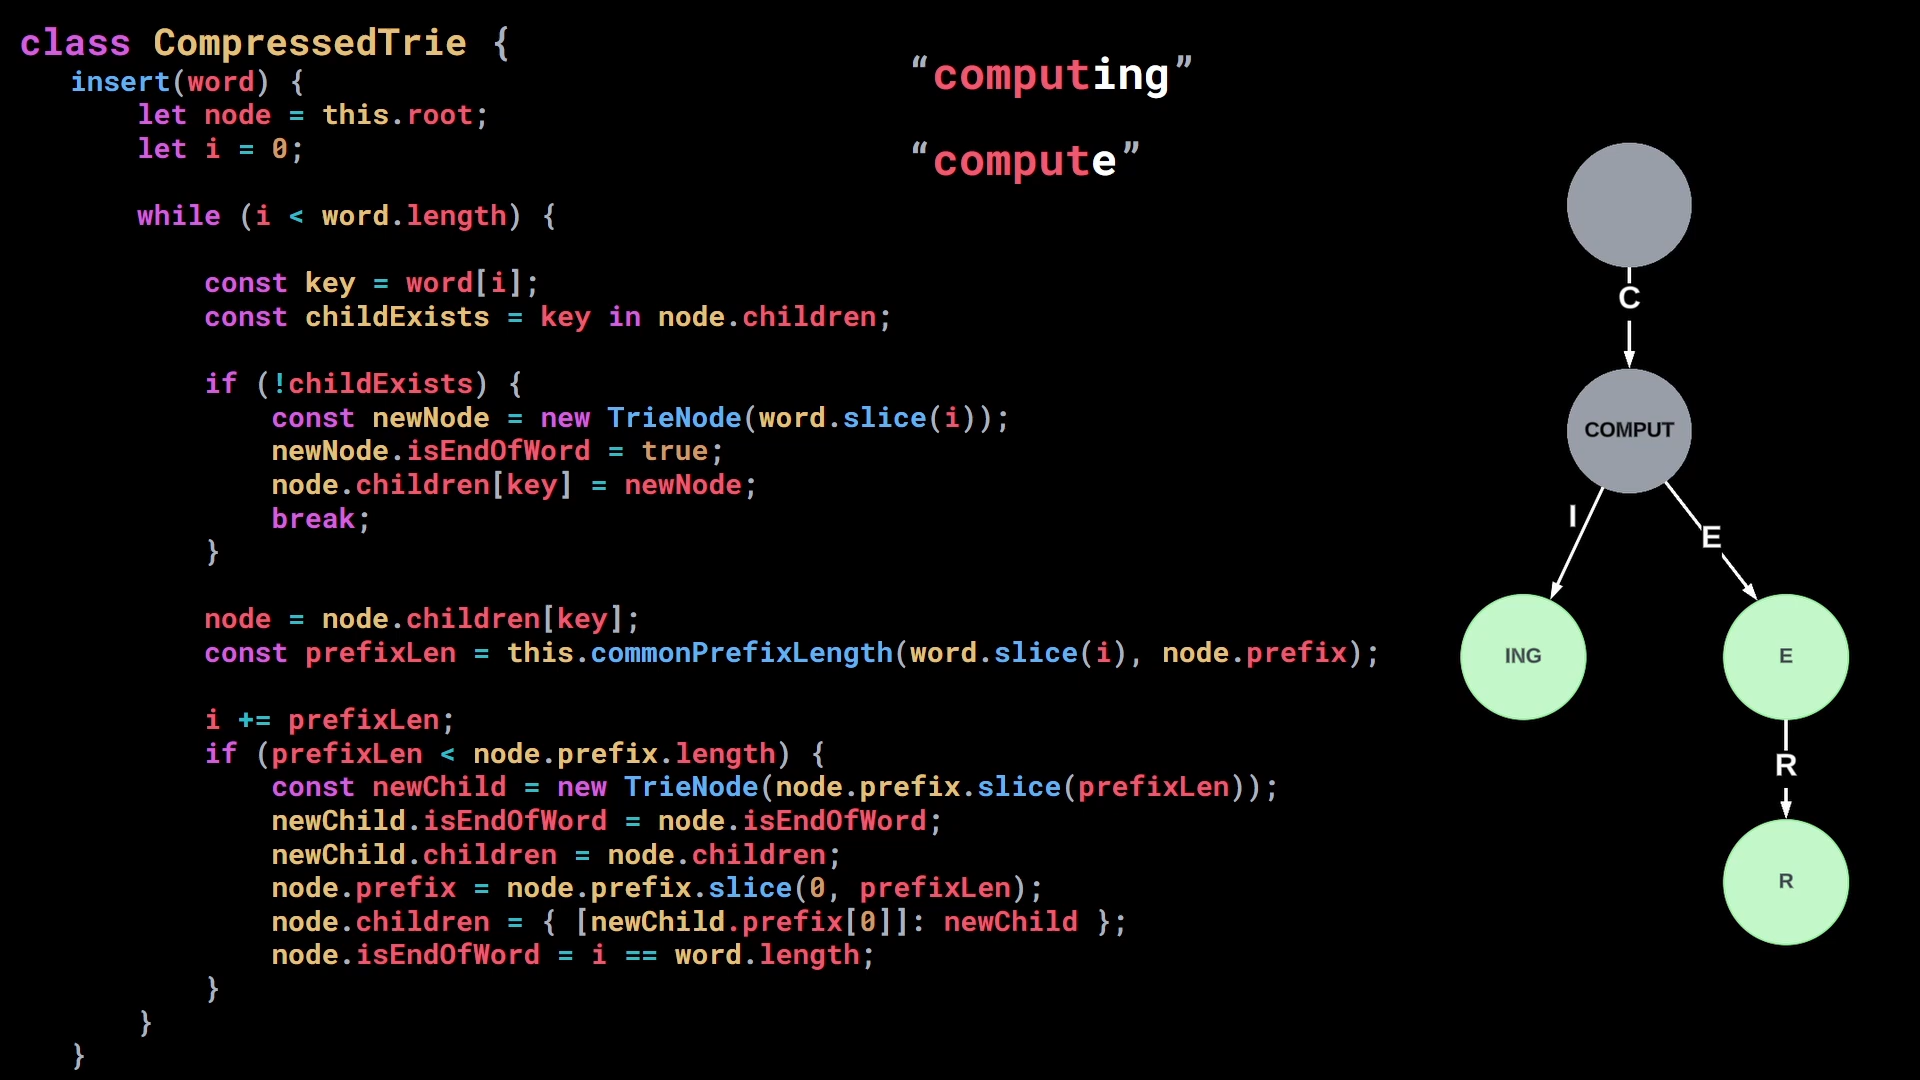 class CompressedTrie {
insert(word) {
let node = this.root;
let i = 0;
while (i < word.length) {
const key = word[i];
const childExists = key in node.children;
if (!childExists) {
const newNode = new TrieNode(word.slice(i));
newNode.isEndOfWord = true;
node.children[key] = newNode;
break;
}
node = node.children[key];
const prefixLen = this.commonPrefixLength(word.slice(i), node.prefix);
i += prefixLen;
if (prefixLen < node.prefix.length) {
const newChild = new TrieNode(node.prefix.slice(prefixLen));
newChild.isEndOfWord = node.isEndOfWord;
newChild.children = node.children;
node.prefix = node.prefix.slice(0, prefixLen);
node.children = { [newChild.prefix[0]]: newChild };
node.isEndOfWord = i == word.length;
}
}
}
“computing”
“compute”
C
COMPUT
I
E
ING
E
R
R